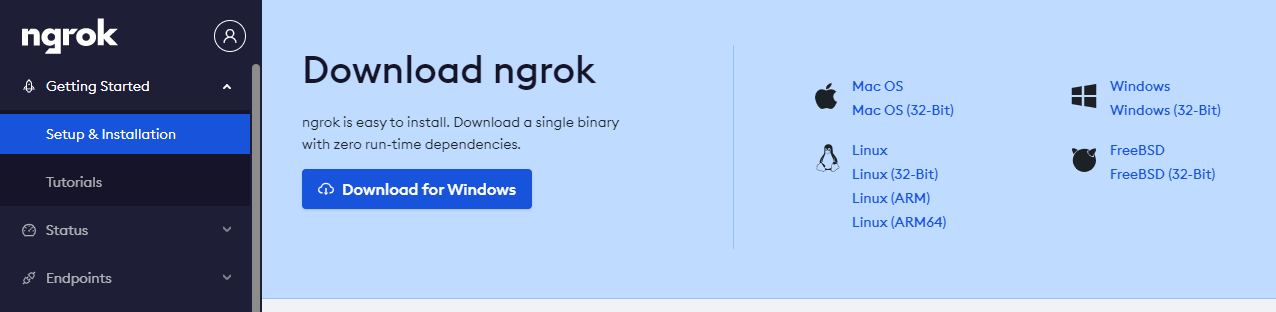 ngrok
Getting Started
Setup & Installation
Tutorials
Status
Endpoints
Download ngrok
ngrok is easy to install. Download a single binary
with zero run-time dependencies.
Download for Windows
Mac OS
Mac OS (32-Bit)
Linux
Linux (32-Bit)
Linux (ARM)
Linux (ARM64)
Windows
Windows (32-Bit)
FreeBSD
FreeBSD (32-Bit)